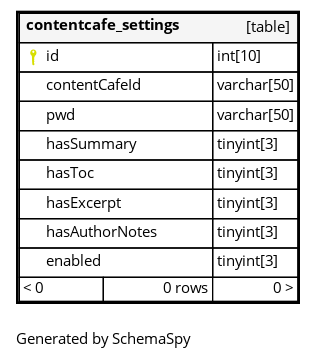 contentcafe_settings [table]
id int[10]
contentCafeId varchar[50]
pwd varchar[50]
hasSummary tinyint[3]
hasToc tinyint[3]
hasExcerpt tinyint[3]
hasAuthorNotes tinyint[3]
enabled tinyint[3]
< 0 0 rows 0 >
Generated by SchemaSpy